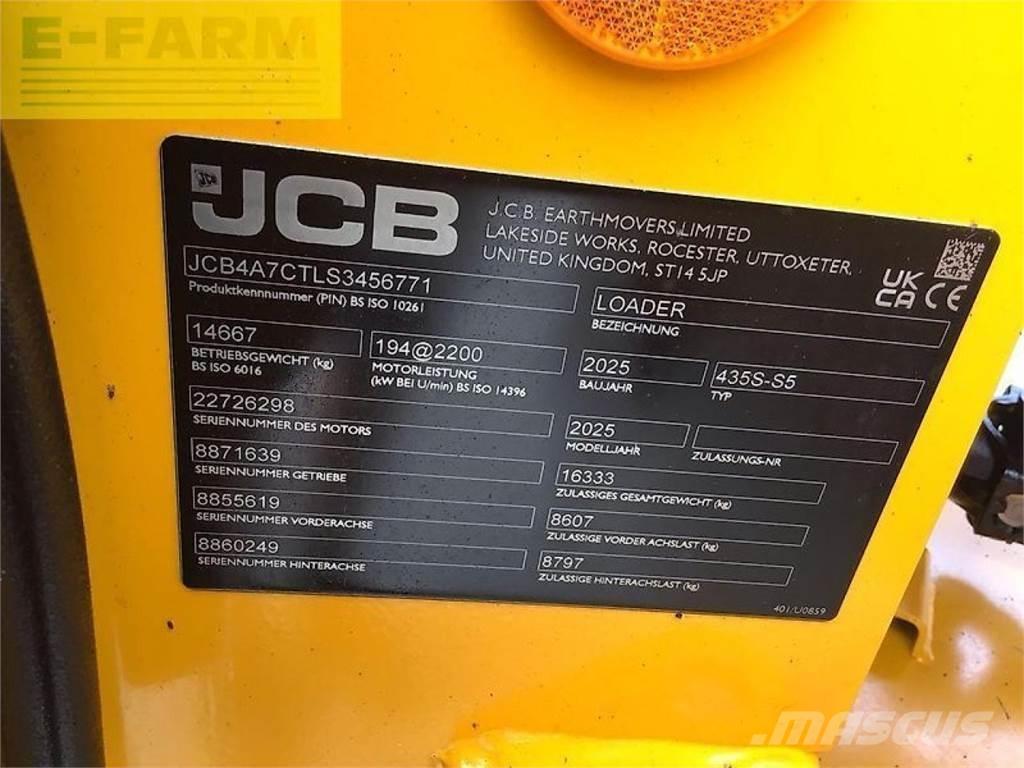 E-FARM
JCB
JCB
J.C.B. EARTHMOVERS LIMITED
LAKESIDE WORKS, ROCESTER, UTTOXETER,
UNITED KINGDOM, ST14 5JP
UK
CA CE
JCB4A7CTLS3456771
Produktkennnummer (PIN) BS ISO 10261
LOADER
BEZEICHNUNG
14667
BETRIEBSGEWICHT (kg)
BS ISO 6016
194@2200
MOTORLEISTUNG
(kW BEI U/min) BS ISO 14396
2025
BAUJAHR
435S-S5
TYP
22726298
SERIENNUMMER DES MOTORS
2025
MODELLJAHR
ZULASSUNGS-NR
8871639
SERIENNUMMER GETRIEBE
16333
ZULASSIGES GESAMTGEWICHT (kg)
8855619
SERIENNUMMER VORDERACHSE
8607
ZULASSIGE VORDER ACHSLAST (kg)
8860249
SERIENNUMMER HINTERACHSE
8797
ZULASSIGE HINTERACHSLAST (kg)
401/U0859
MASCUS